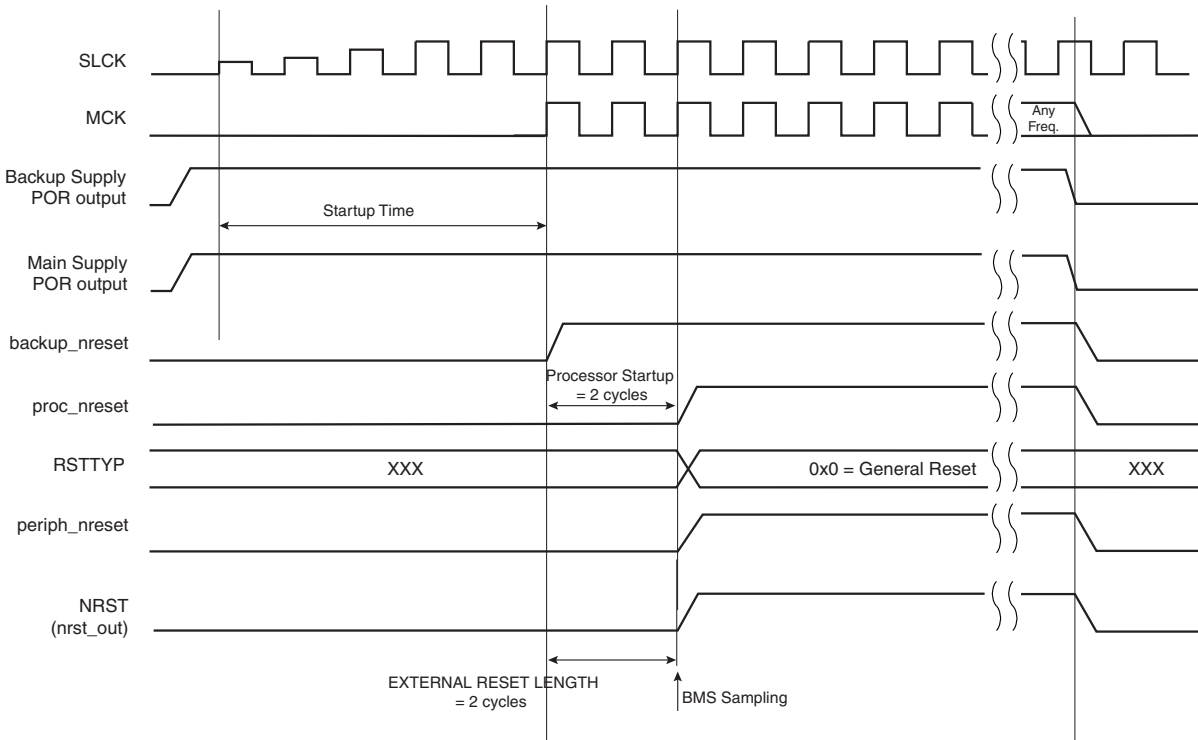 SLCK
MCK
Any
Freq.
Backup Supply
POR output
Startup Time
Main Supply
POR output
backup_nreset
Processor Startup
= 2 cycles
proc_nreset
RSTTYP
XXX
0x0 = General Reset
XXX
periph_nreset
NRST
(nrst_out)
EXTERNAL RESET LENGTH
= 2 cycles
BMS Sampling